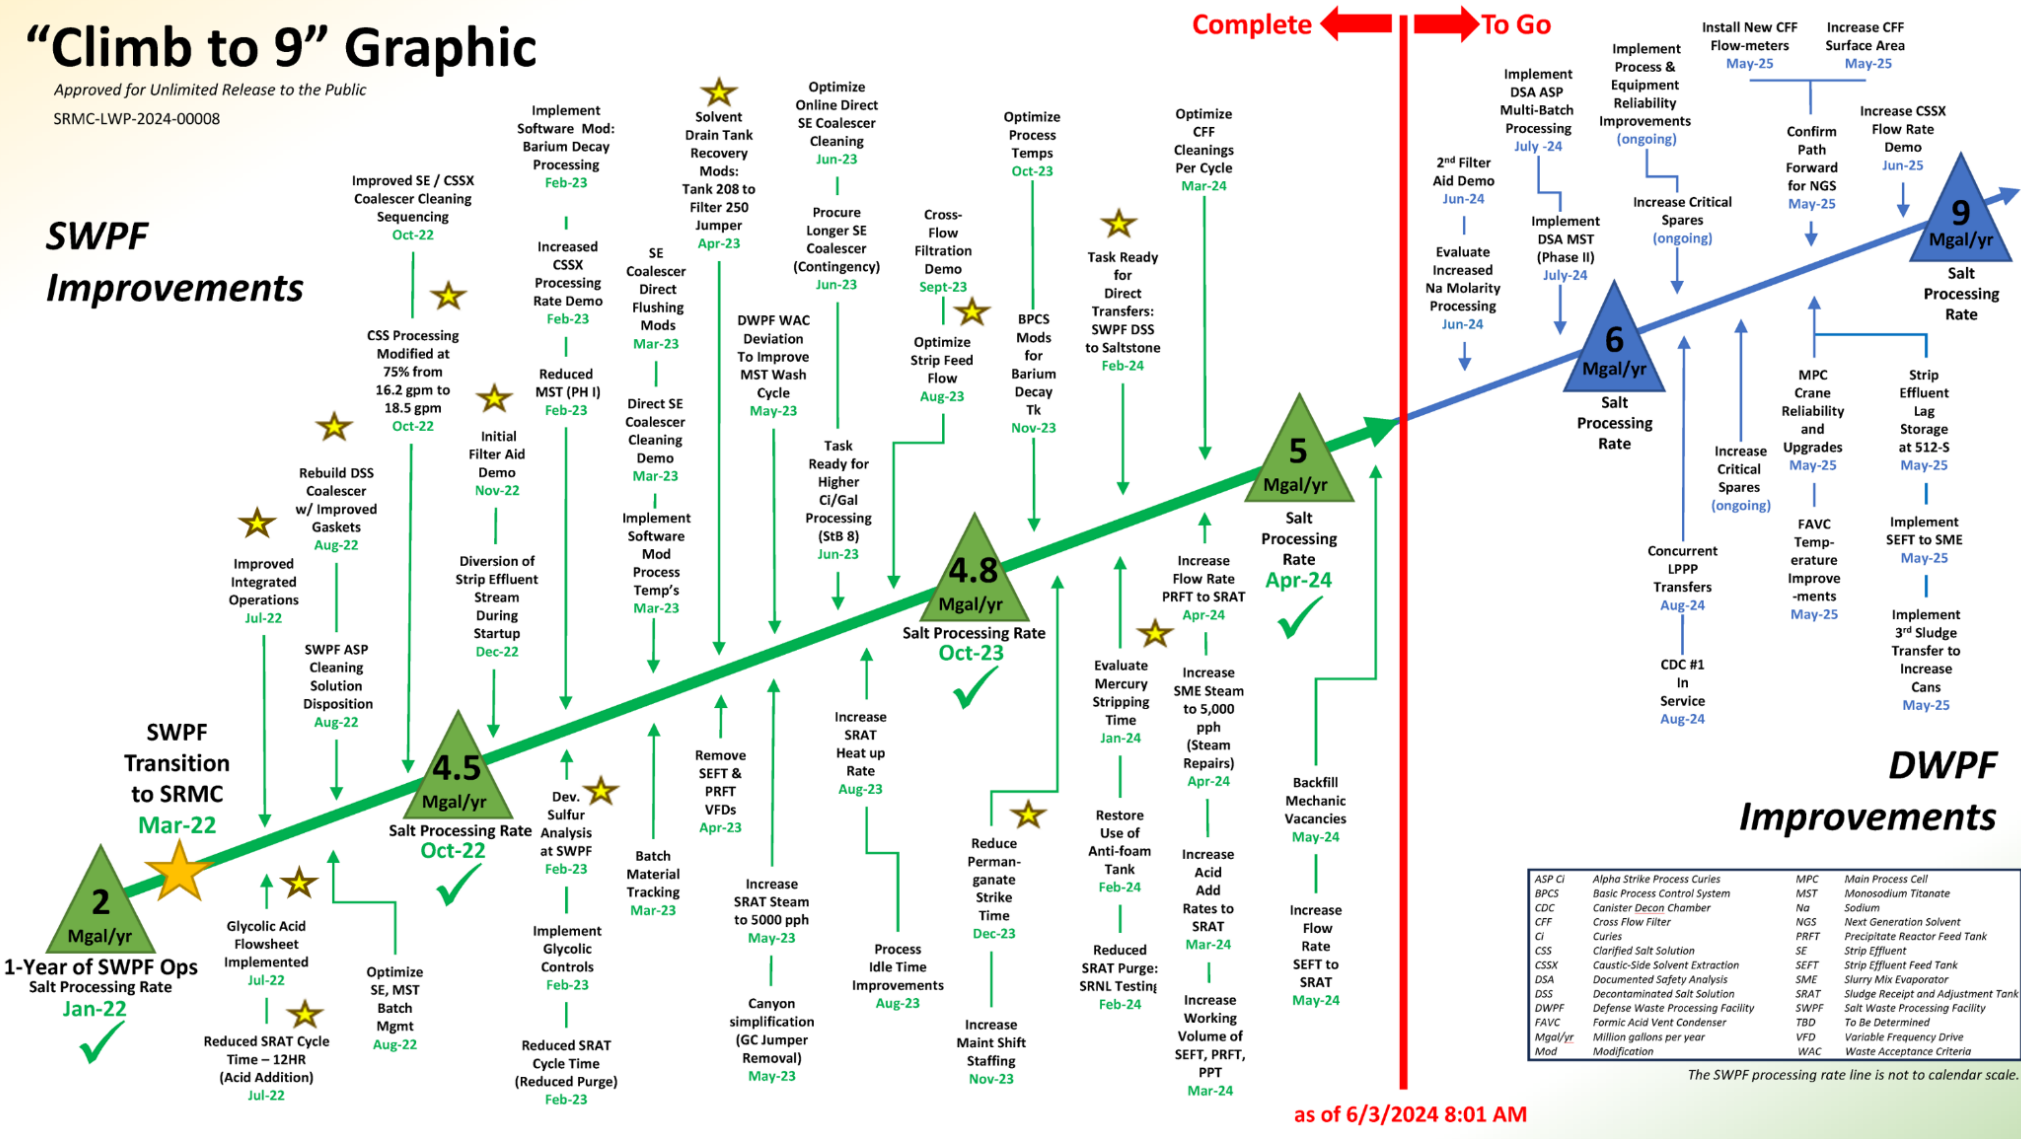 “Climb to 9” Graphic
Approved for Unlimited Release to the Public
SRMC-LWP-2024-00008
Complete
To Go
SWPF
Improvements
Improved SE / CSSX
Coalescer Cleaning
Sequencing
Oct-22
CSS Processing
Modified at
75% from
16.2 gpm to
18.5 gpm
Oct-22
Rebuild DSS
Coalescer
w/ Improved
Gaskets
Aug-22
SWPF ASP
Cleaning
Solution
Disposition
Aug-22
Improved
Integrated
Operations
Jul-22
Initial
Filter Aid
Demo
Nov-22
Diversion of
Strip Effluent
Stream
During
Startup
Dec-22
Implement
Software Mod:
Barium Decay
Processing
Feb-23
Increased
CSSX
Processing
Rate Demo
Feb-23
Reduced
MST (PH I)
Feb-23
SE
Coalescer
Direct
Flushing
Mods
Mar-23
Direct SE
Coalescer
Cleaning
Demo
Mar-23
Implement
Software
Mod
Process
Temp’s
Mar-23
Solvent
Drain Tank
Recovery
Mods:
Tank 208 to
Filter 250
Jumper
Apr-23
DWPF WAC
Deviation
To Improve
MST Wash
Cycle
May-23
Optimize
Online Direct
SE Coalescer
Cleaning
Jun-23
Procure
Longer SE
Coalescer
(Contingency)
Jun-23
Task
Ready for
Higher
Ci/Gal
Processing
(StB 8)
Jun-23
Cross-
Flow
Filtration
Demo
Sept-23
Optimize
Strip Feed
Flow
Aug-23
Optimize
Process
Temps
Oct-23
BPCS
Mods
for
Barium
Decay
Tk
Nov-23
Task Ready
for
Direct
Transfers:
SWPF DSS
to Saltstone
Feb-24
Optimize
CFF
Cleanings
Per Cycle
Mar-24
2nd Filter
Aid Demo
Jun-24
Evaluate
Increased
Na Molarity
Processing
Jun-24
Implement
DSA ASP
Multi-Batch
Processing
July -24
Implement
DSA MST
(Phase II)
July-24
Implement
Process &
Equipment
Reliability
Improvements
(ongoing)
Increase Critical
Spares
(ongoing)
Install New CFF
Flow-meters
May-25
Increase CFF
Surface Area
May-25
Confirm
Path
Forward
for NGS
May-25
Increase CSSX
Flow Rate
Demo
Jun-25
2
Mgal/yr
1-Year of SWPF Ops
Salt Processing Rate
Jan-22
SWPF
Transition
to SRMC
Mar-22
4.5
Mgal/yr
Salt Processing Rate
Oct-22
4.8
Mgal/yr
Salt Processing Rate
Oct-23
5
Mgal/yr
Salt
Processing
Rate
Apr-24
6
Mgal/yr
Salt
Processing
Rate
9
Mgal/yr
Salt
Processing
Rate
Glycolic Acid
Flowsheet
Implemented
Jul-22
Reduced SRAT Cycle
Time – 12HR
(Acid Addition)
Jul-22
Optimize
SE, MST
Batch
Mgmt
Aug-22
Dev.
Sulfur
Analysis
at SWPF
Feb-23
Implement
Glycolic
Controls
Feb-23
Reduced SRAT
Cycle Time
(Reduced Purge)
Feb-23
Batch
Material
Tracking
Mar-23
Remove
SEFT &
PRFT
VFDs
Apr-23
Increase
SRAT Steam
to 5000 pph
May-23
Canyon
simplification
(GC Jumper
Removal)
May-23
Increase
SRAT
Heat up
Rate
Aug-23
Process
Idle Time
Improvements
Aug-23
Reduce
Perman-
ganate
Strike
Time
Dec-23
Increase
Maint Shift
Staffing
Nov-23
Evaluate
Mercury
Stripping
Time
Jan-24
Restore
Use of
Anti-foam
Tank
Feb-24
Reduced
SRAT Purge:
SRNL Testing
Feb-24
Increase
Flow Rate
PRFT to SRAT
Apr-24
Increase
SME Steam
to 5,000
pph
(Steam
Repairs)
Apr-24
Increase
Acid
Add
Rates to
SRAT
Mar-24
Increase
Working
Volume of
SEFT, PRFT,
PPT
Mar-24
Backfill
Mechanic
Vacancies
May-24
Increase
Flow
Rate
SEFT to
SRAT
May-24
Concurrent
LPPP
Transfers
Aug-24
CDC #1
In
Service
Aug-24
Increase
Critical
Spares
(ongoing)
MPC
Crane
Reliability
and
Upgrades
May-25
FAVC
Temp-
erature
Improve
-ments
May-25
Strip
Effluent
Lag
Storage
at 512-S
May-25
Implement
SEFT to SME
May-25
Implement
3rd Sludge
Transfer to
Increase
Cans
May-25
DWPF
Improvements
ASP Ci Alpha Strike Process Curies MPC Main Process Cell
BPCS Basic Process Control System MST Monosodium Titanate
CDC Canister Decon Chamber Na Sodium
CFF Cross Flow Filter NGS Next Generation Solvent
Ci Curies PRFT Precipitate Reactor Feed Tank
CSS Clarified Salt Solution SE Strip Effluent
CSSX Caustic-Side Solvent Extraction SEFT Strip Effluent Feed Tank
DSA Documented Safety Analysis SME Slurry Mix Evaporator
DSS Decontaminated Salt Solution SRAT Sludge Receipt and Adjustment Tank
DWPF Defense Waste Processing Facility SWPF Salt Waste Processing Facility
FAVC Formic Acid Vent Condenser TBD To Be Determined
Mgal/yr Million gallons per year VFD Variable Frequency Drive
Mod Modification WAC Waste Acceptance Criteria
The SWPF processing rate line is not to calendar scale.
as of 6/3/2024 8:01 AM